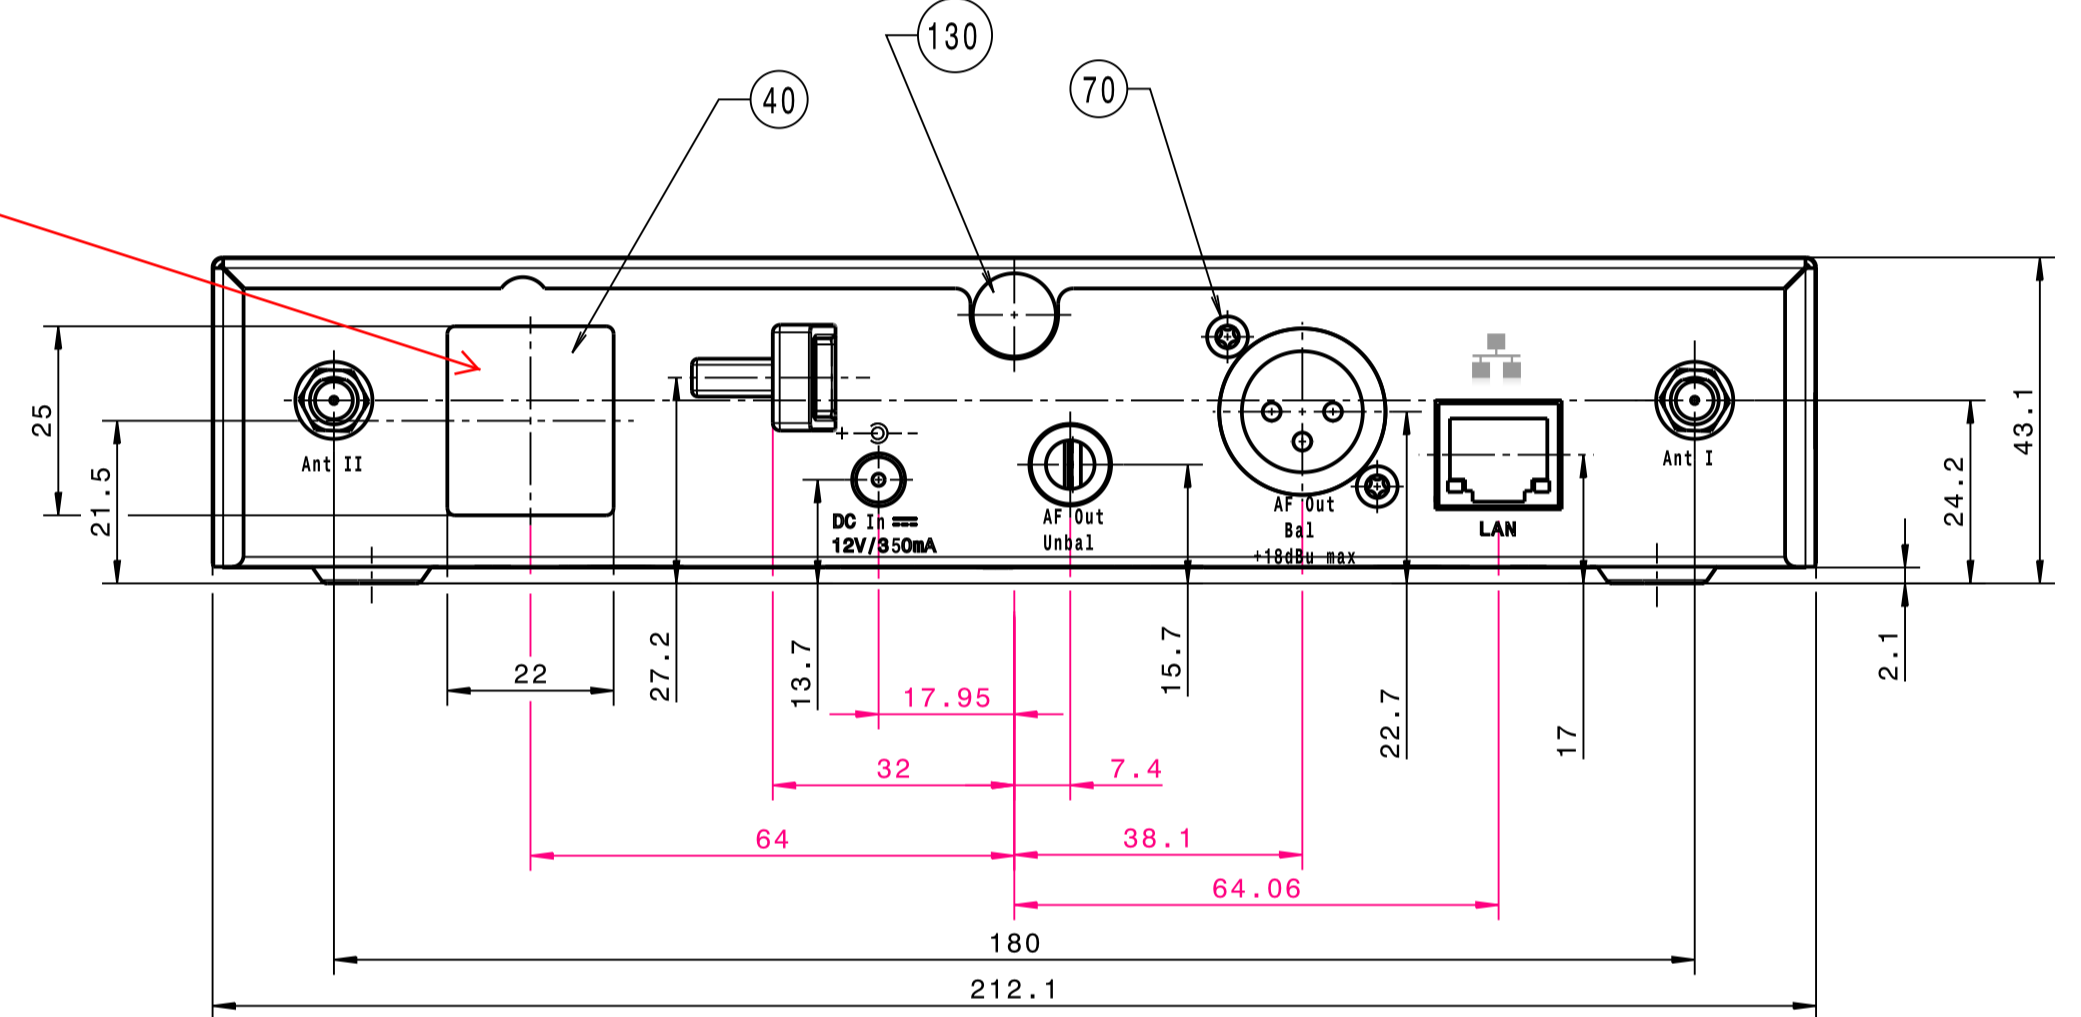 130
40
70
25
21.5
Ant II
DC In
12V/350mA
AF Out
Unbal
AF Out
Bal
+18dBu max
LAN
Ant I
43.1
24.2
2.1
22
27.2
13.7
15.7
22.7
17
17.95
32
7.4
64
38.1
64.06
180
212.1